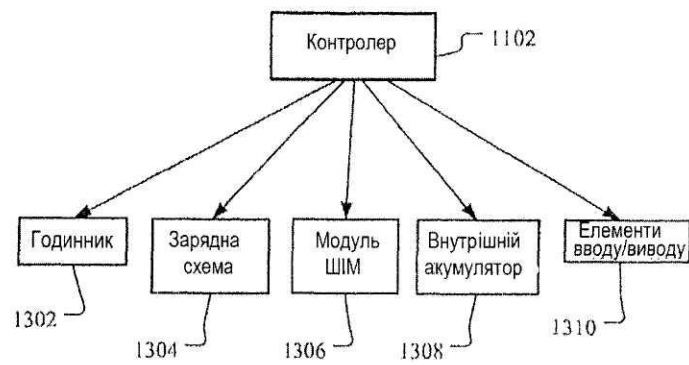 Контролер
1102
Годинник
Зарядна
схема
Модуль
ШІМ
Внутрішній
акумулятор
Елементи
вводу/виводу
1302
1304
1306
1308
1310